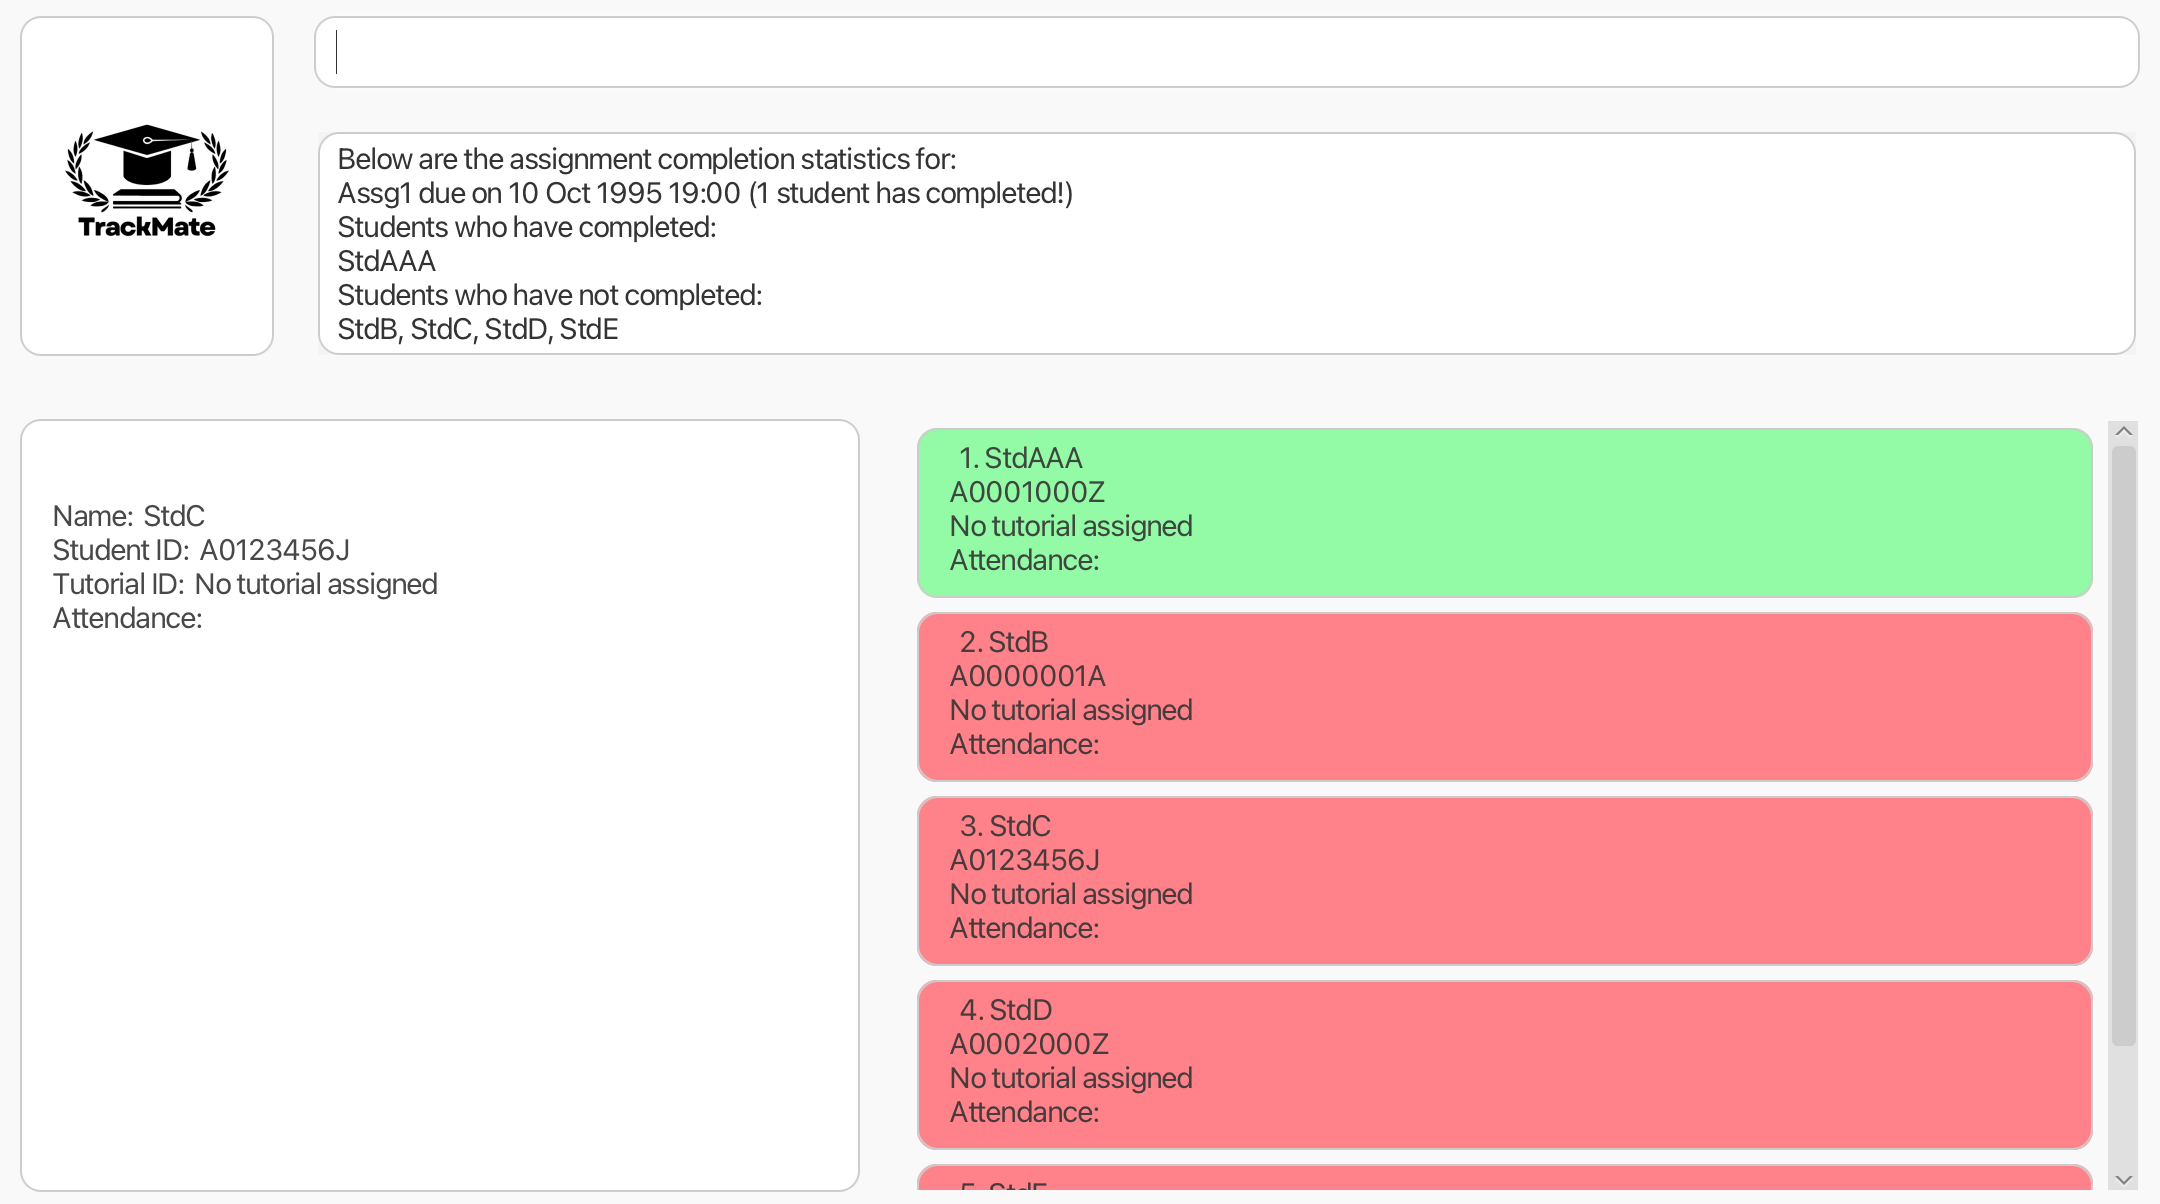 TrackMate
Below are the assignment completion statistics for:
Assg1 due on 10 Oct 1995 19:00 (1 student has completed!)
Students who have completed:
StdAAA
Students who have not completed:
StdB, StdC, StdD, StdE
Name: StdC
Student ID: A0123456J
Tutorial ID: No tutorial assigned
Attendance:
1. StdAAA
A0001000Z
No tutorial assigned
Attendance:
2. StdB
A0000001A
No tutorial assigned
Attendance:
3. StdC
A0123456J
No tutorial assigned
Attendance:
4. StdD
A0002000Z
No tutorial assigned
Attendance:
5. StdE